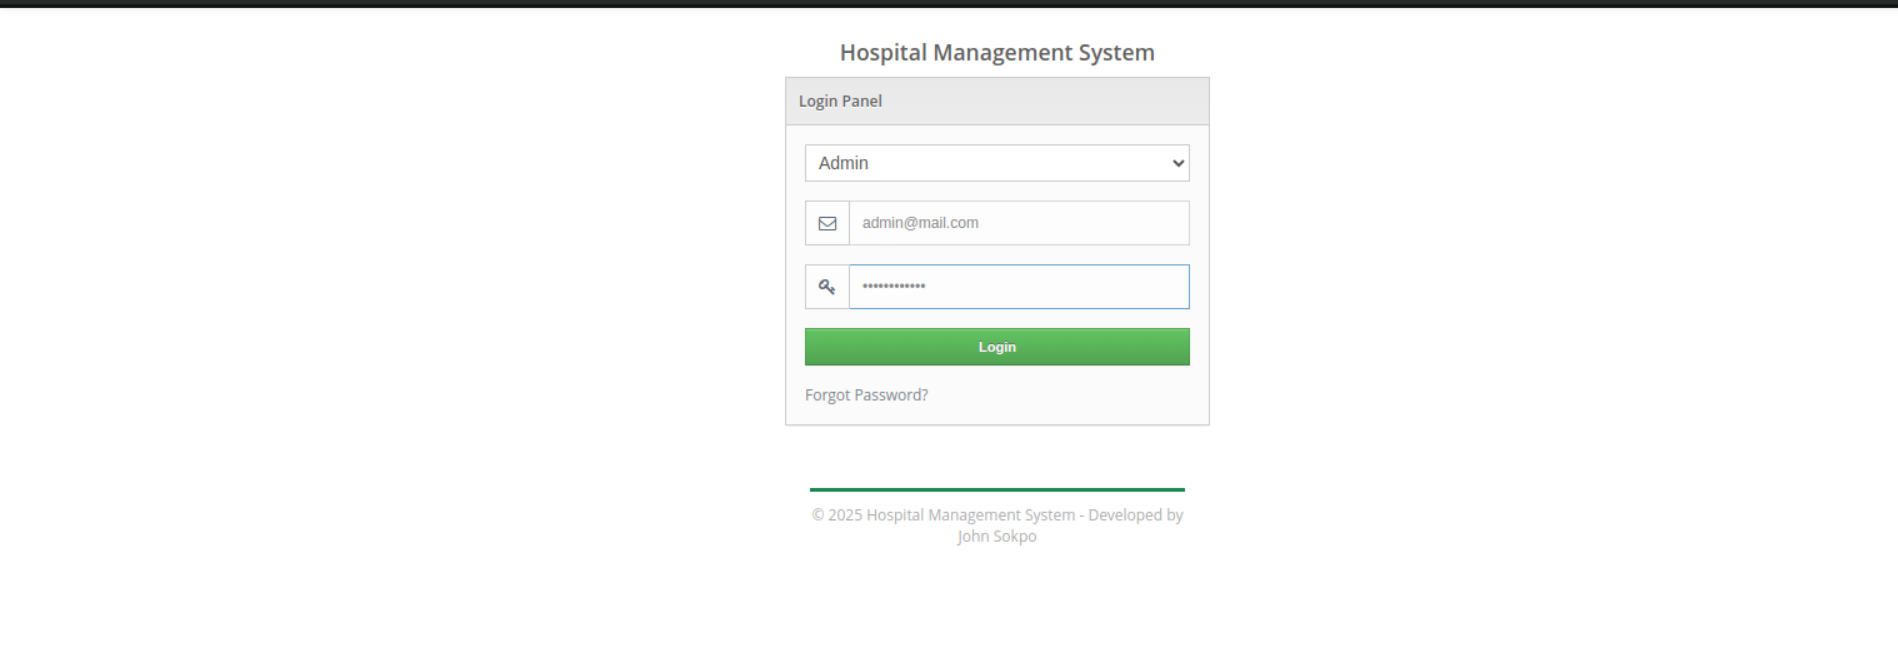 Hospital Management System
Login Panel
Admin
admin@mail.com
••••••••••••
Login
Forgot Password?
© 2025 Hospital Management System - Developed by
John Sokpo